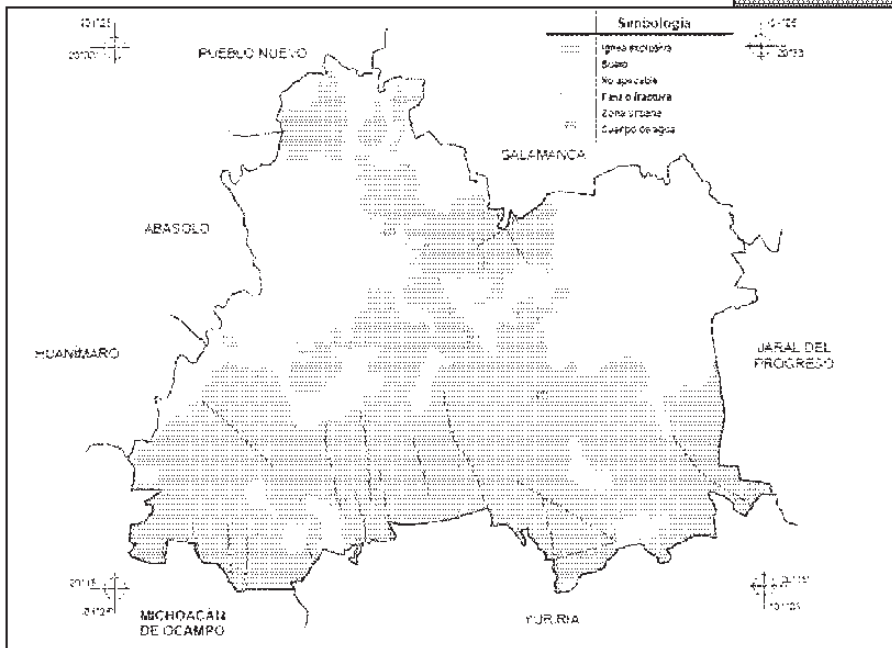 Simbología
Ígnea extrusiva
Suelo
No aplicable
Falla o fractura
Zona urbana
Cuerpo de agua
PUEBLO NUEVO
SALAMANCA
ABASOLO
HUANÍMARO
JARAL DEL
PROGRESO
MICHOACÁN
DE OCAMPO
YURIRIA